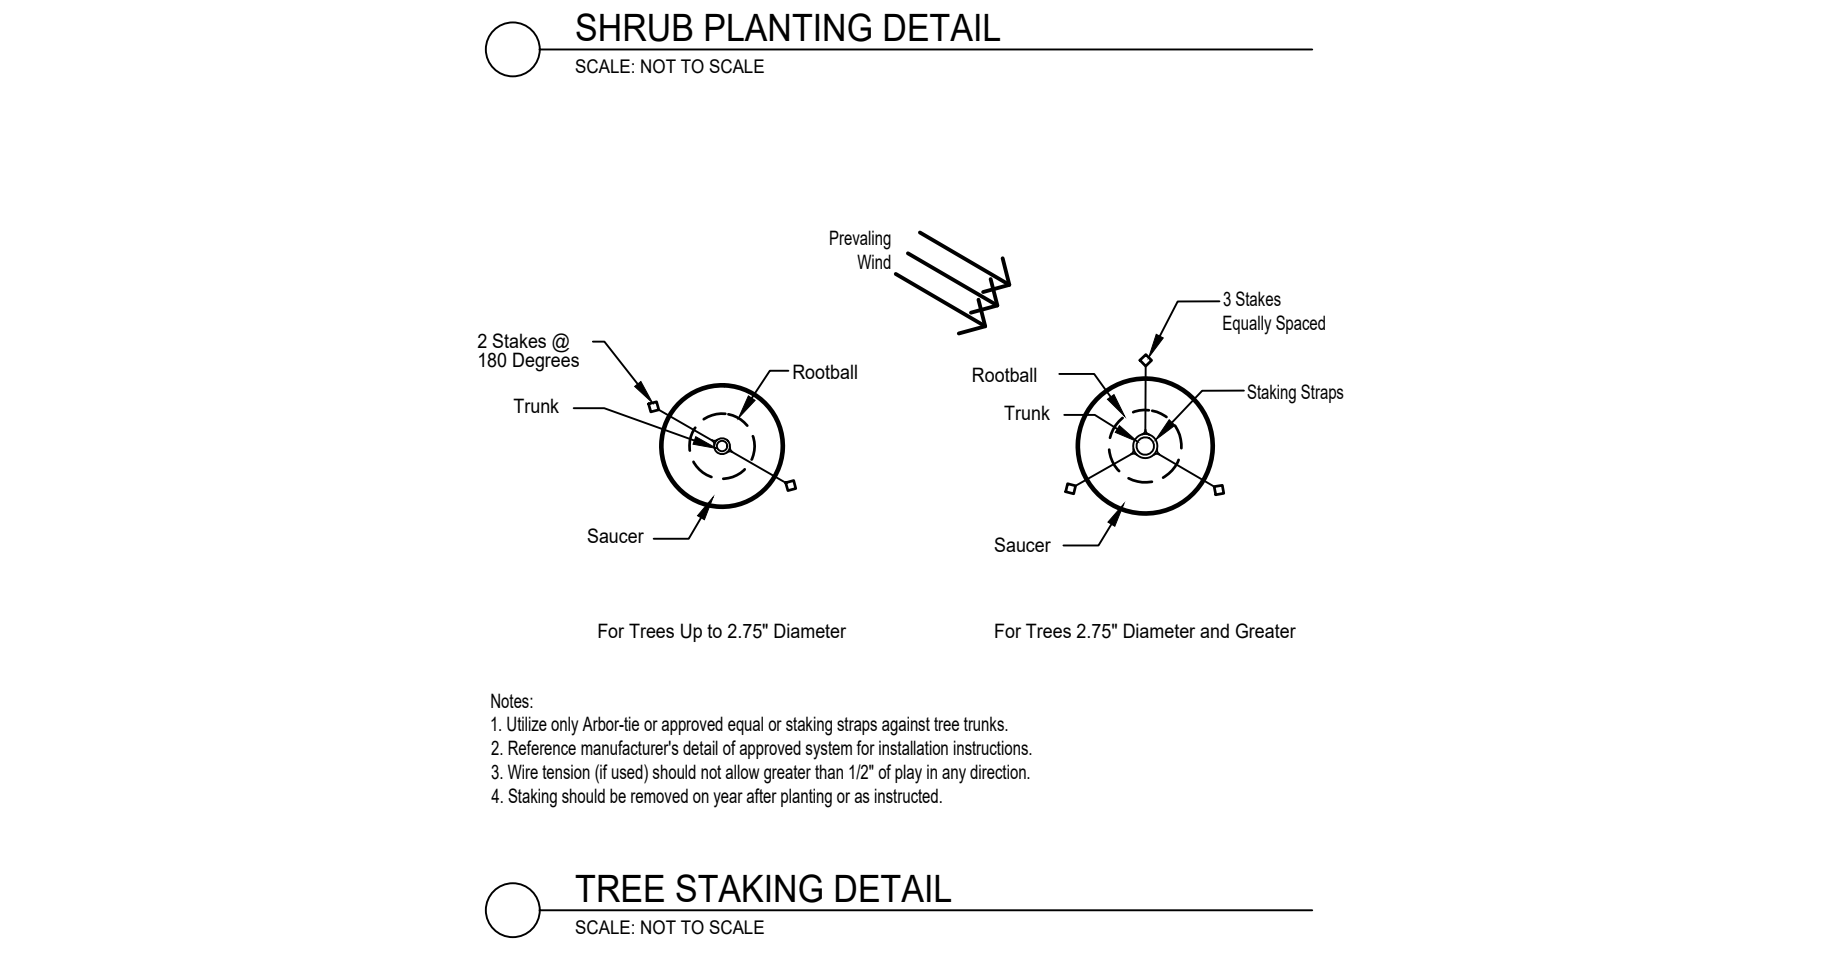 SHRUB PLANTING DETAIL
SCALE: NOT TO SCALE
Prevaling
Wind
2 Stakes @
180 Degrees
Trunk
Rootball
Saucer
3 Stakes
Equally Spaced
Rootball
Staking Straps
Trunk
Saucer
For Trees Up to 2.75" Diameter
For Trees 2.75" Diameter and Greater
Notes:
1. Utilize only Arbor-tie or approved equal or staking straps against tree trunks.
2. Reference manufacturer's detail of approved system for installation instructions.
3. Wire tension (if used) should not allow greater than 1/2" of play in any direction.
4. Staking should be removed on year after planting or as instructed.
TREE STAKING DETAIL
SCALE: NOT TO SCALE